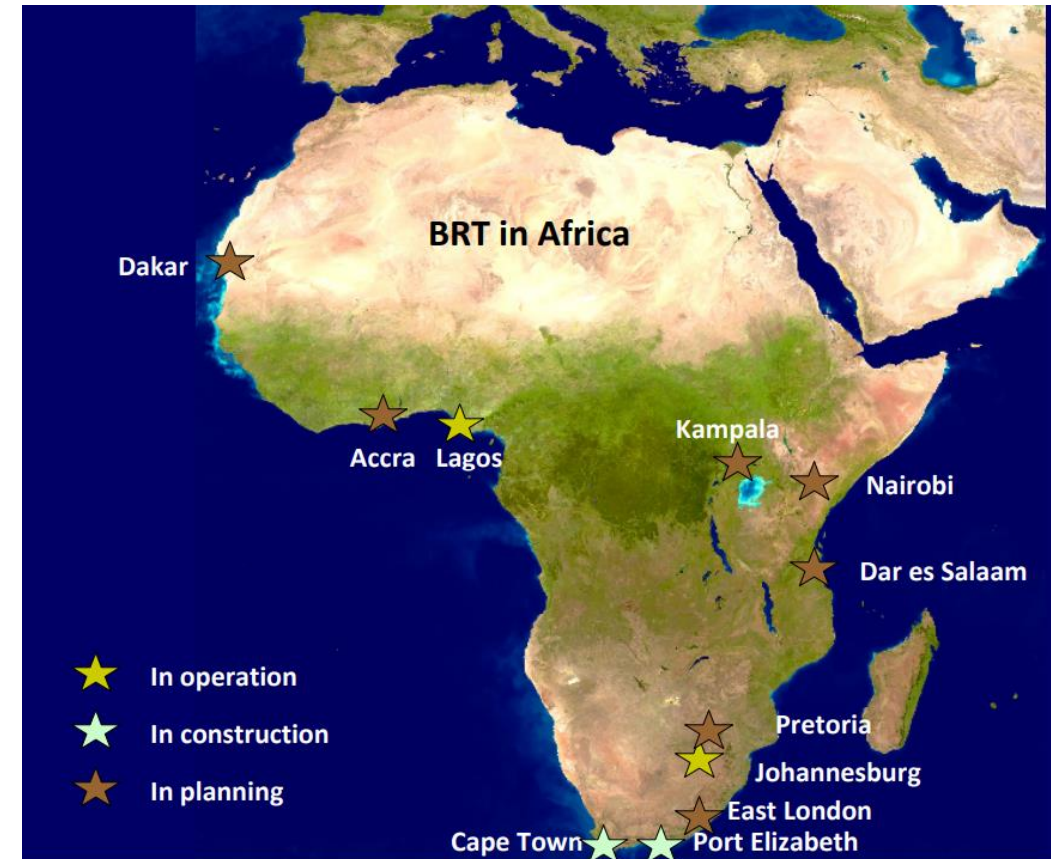 BRT in Africa
Dakar
Accra
Lagos
Kampala
Nairobi
Dar es Salaam
In operation
In construction
In planning
Pretoria
Johannesburg
East London
Cape Town
Port Elizabeth